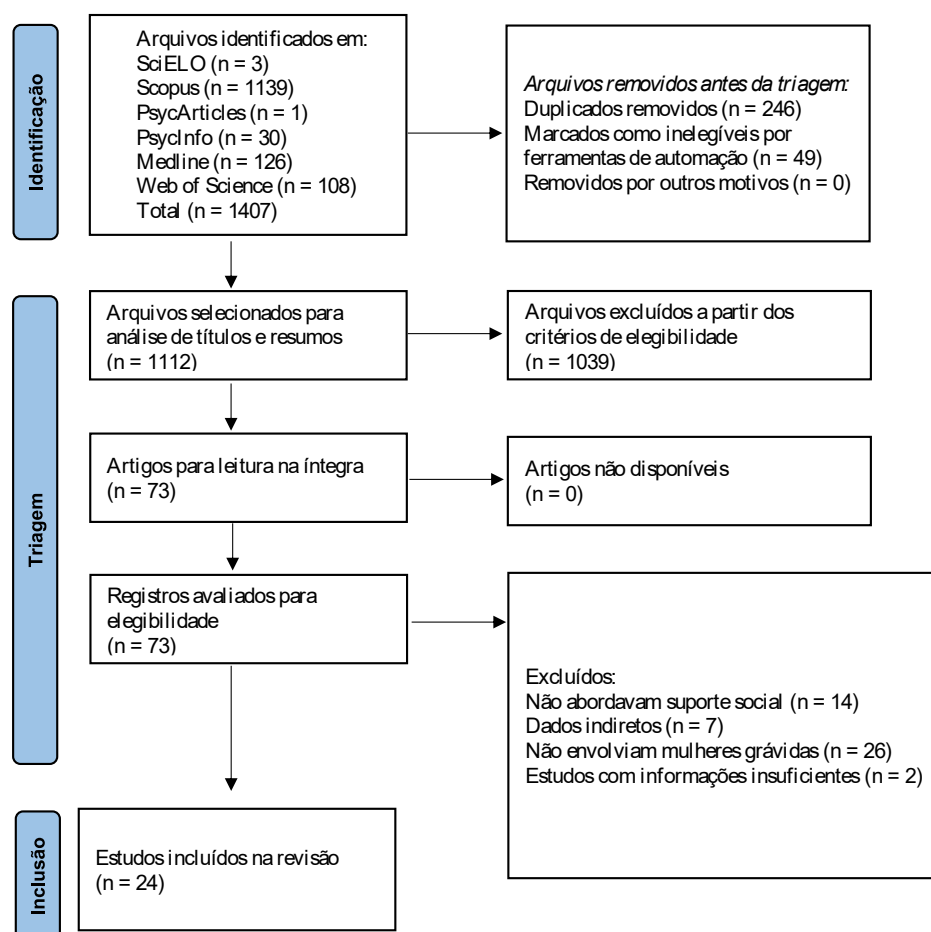 Identificação
Arquivos identificados em:
SciELO (n = 3)
Scopus (n = 1139)
PsycArticles (n = 1)
PsycInfo (n = 30)
Medline (n = 126)
Web of Science (n = 108)
Total (n = 1407)
Arquivos removidos antes da triagem:
Duplicados removidos (n = 246)
Marcados como inelegíveis por
ferramentas de automação (n = 49)
Removidos por outros motivos (n = 0)
Triagem
Arquivos selecionados para
análise de títulos e resumos
(n = 1112)
Arquivos excluídos a partir dos
critérios de elegibilidade
(n = 1039)
Artigos para leitura na íntegra
(n = 73)
Artigos não disponíveis
(n = 0)
Registros avaliados para
elegibilidade
(n = 73)
Excluídos:
Não abordavam suporte social (n = 14)
Dados indiretos (n = 7)
Não envolviam mulheres grávidas (n = 26)
Estudos com informações insuficientes (n = 2)
Inclusão
Estudos incluídos na revisão
(n = 24)